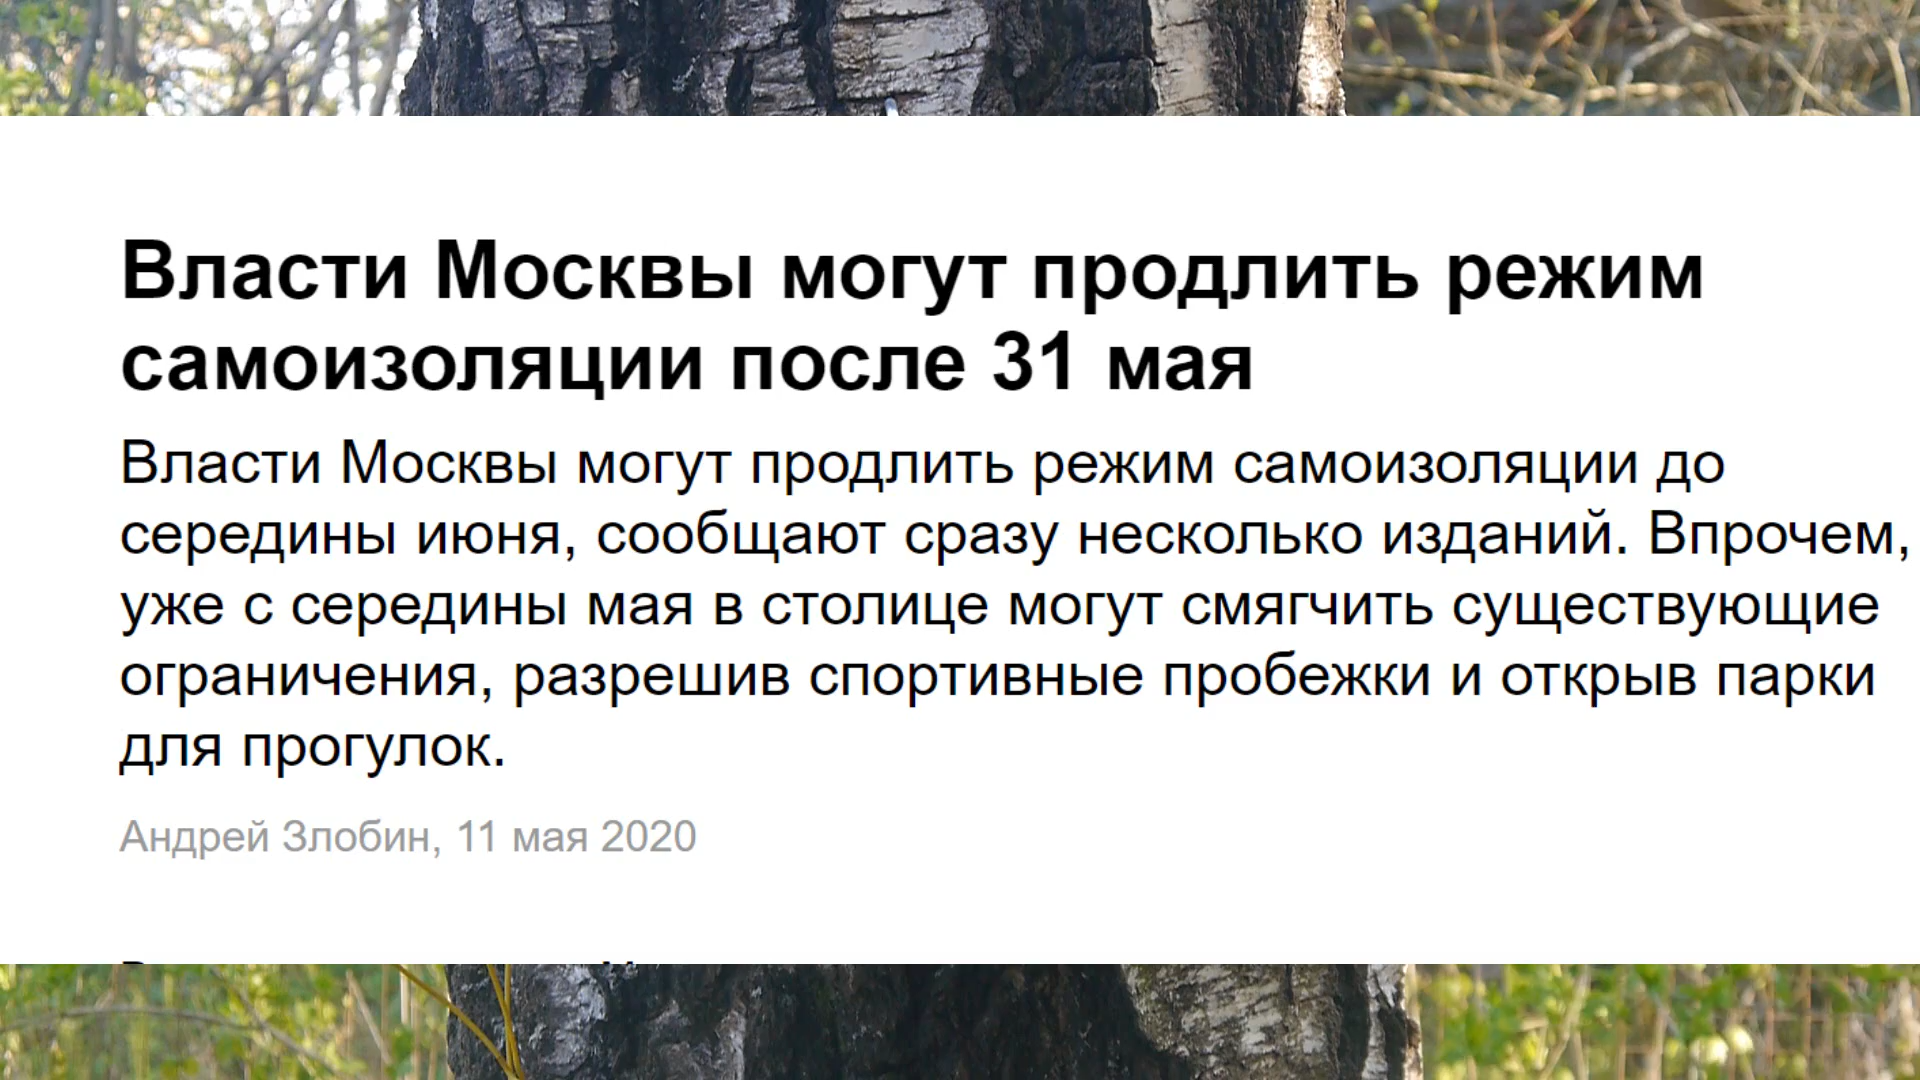 Власти Москвы могут продлить режим
самоизоляции после 31 мая
Власти Москвы могут продлить режим самоизоляции до
середины июня, сообщают сразу несколько изданий. Впрочем,
уже с середины мая в столице могут смягчить существующие
ограничения, разрешив спортивные пробежки и открыв парки
для прогулок.
Андрей Злобин, 11 мая 2020